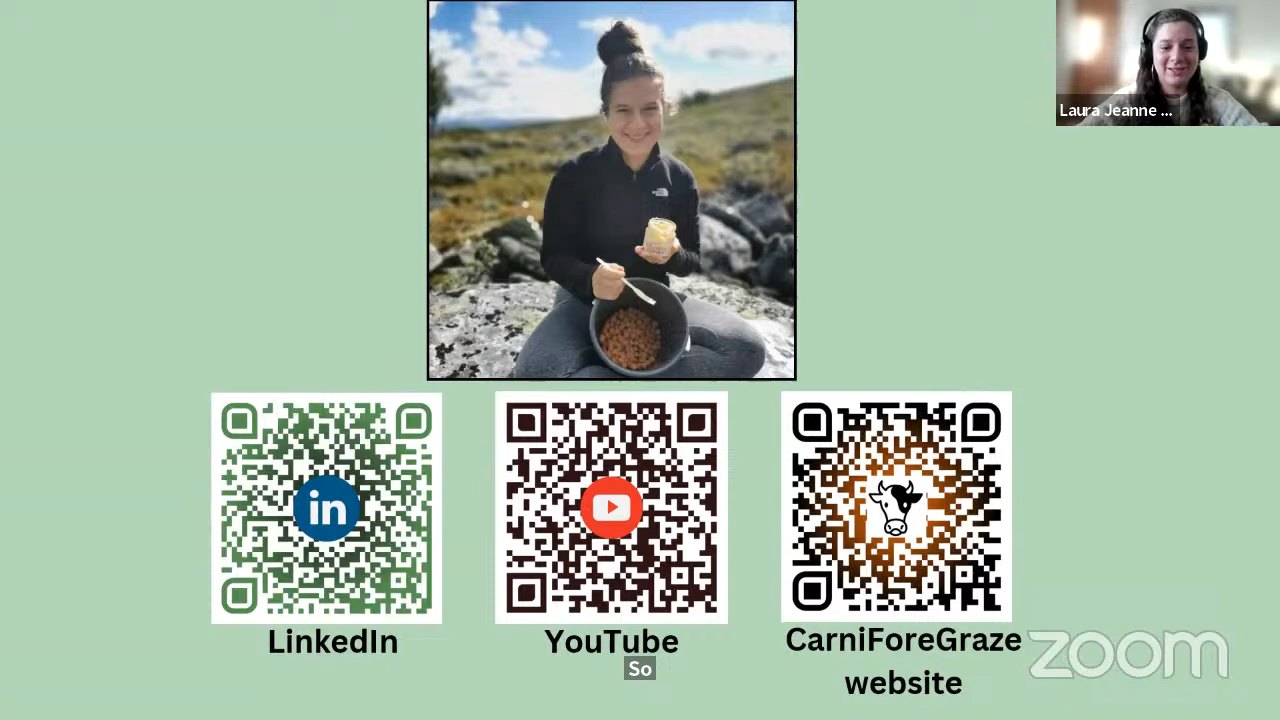 Laura Jeanne ...
in
LinkedIn
YouTube
CarniForeGraze
website
So
zoom